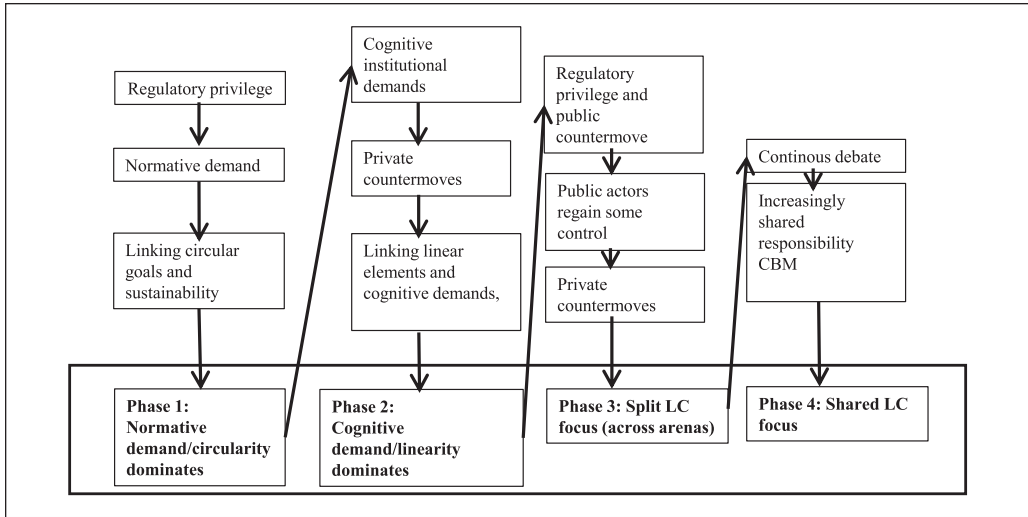 Regulatory privilege
Normative demand
Linking circular
goals and
sustainability
Phase 1:
Normative
demand/circularity
dominates
Cognitive
institutional
demands
Private
countermoves
Linking linear
elements and
cognitive demands,
Phase 2:
Cognitive
demand/linearity
dominates
Regulatory
privilege and
public
countermove
Public actors
regain some
control
Private
countermoves
Phase 3: Split LC
focus (across arenas)
Continous debate
Increasingly
shared
responsibility
CBM
Phase 4: Shared LC
focus